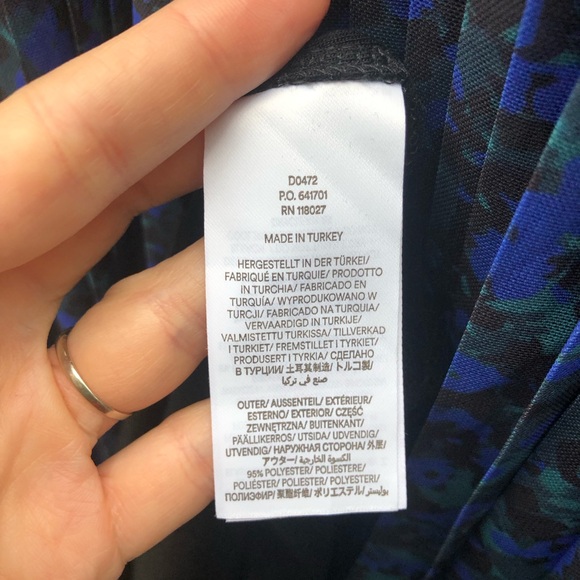 D0472
P.O. 641701
RN 118027
MADE IN TURKEY
HERGESTELLT IN DER TÜRKEI/
FABRIQUÉ EN TURQUIE/ PRODOTTO
IN TURCHIA/ FABRICADO EN
TURQUÍA/ WYPRODUKOWANO W
TURCJI/ FABRICADO NA TURQUIA/
VERVAARDIGD IN TURKIJE/
VALMISTETTU TURKISSA/ TILLVERKAD
I TURKIET/ FREMSTILLET I TYRKIET/
PRODUSERT I TYRKIA/ СДЕЛАНО
В ТУРЦИИ/ 土耳其制造/ トルコ製/
صنع في تركيا
OUTER/ AUSSENTEIL/ EXTÉRIEUR/
ESTERNO/ EXTERIOR/ CZĘŚĆ
ZEWNĘTRZNA/ BUITENKANT/
PÄÄLLIKERROS/ UTSIDA/ UDVENDIG/
UTVENDIG/ НАРУЖНАЯ СТОРОНА/ 外层/
アウター/ الكسوة الخارجية
95% POLYESTER/ POLIESTERE/
POLIÉSTER/ POLIESTER/ POLYESTERI/
ПОЛИЭФИР/ 聚酯纤维/ ポリエステル/ بوليستر